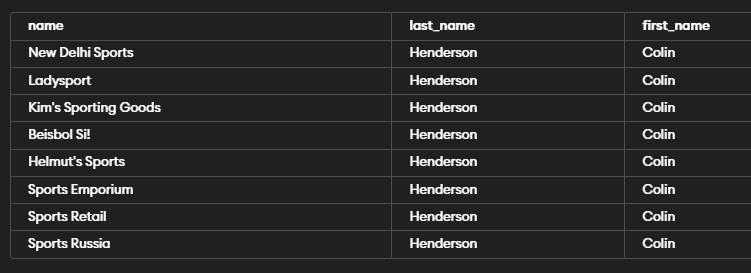 name last_name first_name
New Delhi Sports Henderson Colin
Ladysport Henderson Colin
Kim's Sporting Goods Henderson Colin
Beisbol Si! Henderson Colin
Helmut's Sports Henderson Colin
Sports Emporium Henderson Colin
Sports Retail Henderson Colin
Sports Russia Henderson Colin